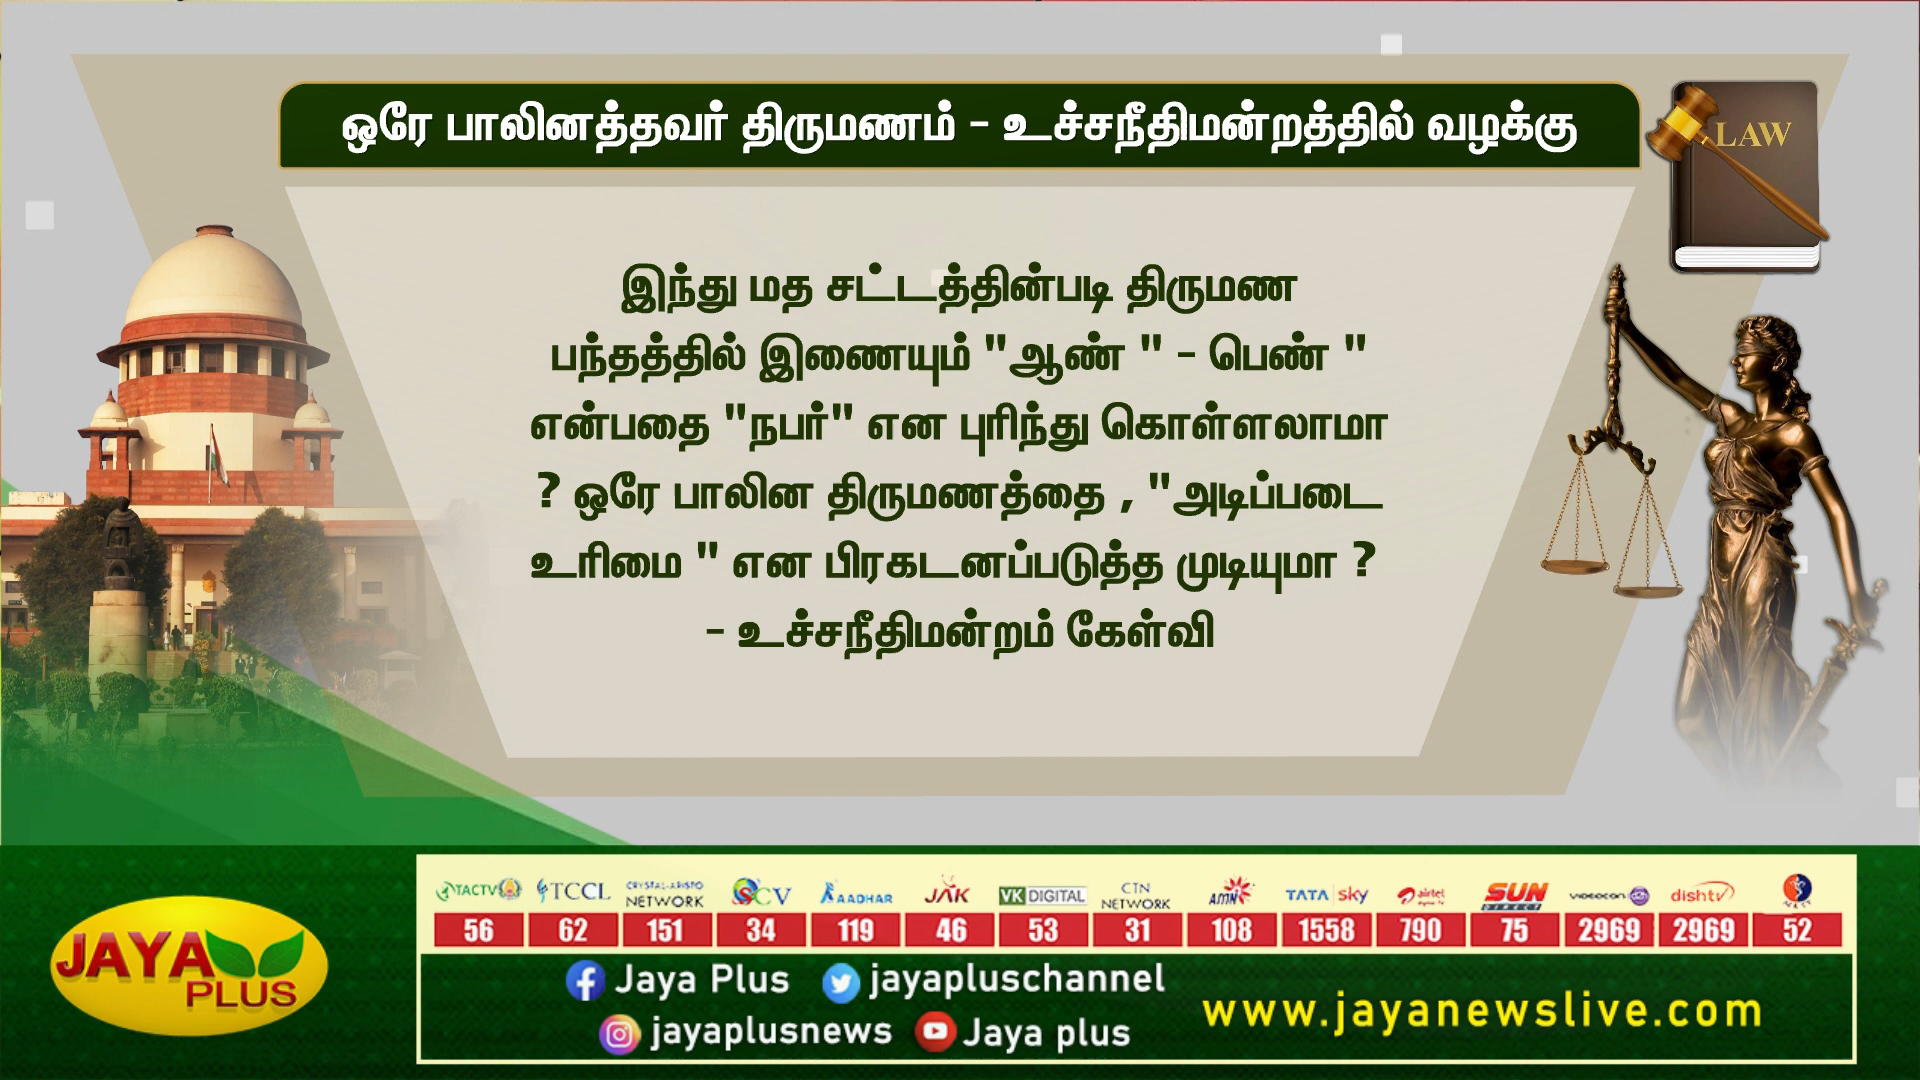 ஒரே பாலினத்தவர் திருமணம் - உச்சநீதிமன்றத்தில் வழக்கு
LAW
இந்து மத சட்டத்தின்படி திருமண
பந்தத்தில் இணையும் "ஆண் " - பெண் "
என்பதை "நபர்" என புரிந்து கொள்ளலாமா
? ஒரே பாலின திருமணத்தை , "அடிப்படை
உரிமை " என பிரகடனப்படுத்த முடியுமா ?
- உச்சநீதிமன்றம் கேள்வி
TACTV TCCL CRYSTAL-ARISTO NETWORK SCV AADHAR JAK VK DIGITAL CTN NETWORK AMN TATA sky airtel SUN DIRECT videocon d2h dishtv
56 62 151 34 119 46 53 31 108 1558 790 75 2969 2969 52
JAYA PLUS
Jaya Plus jayapluschannel
jayaplusnews Jaya plus
www.jayanewslive.com